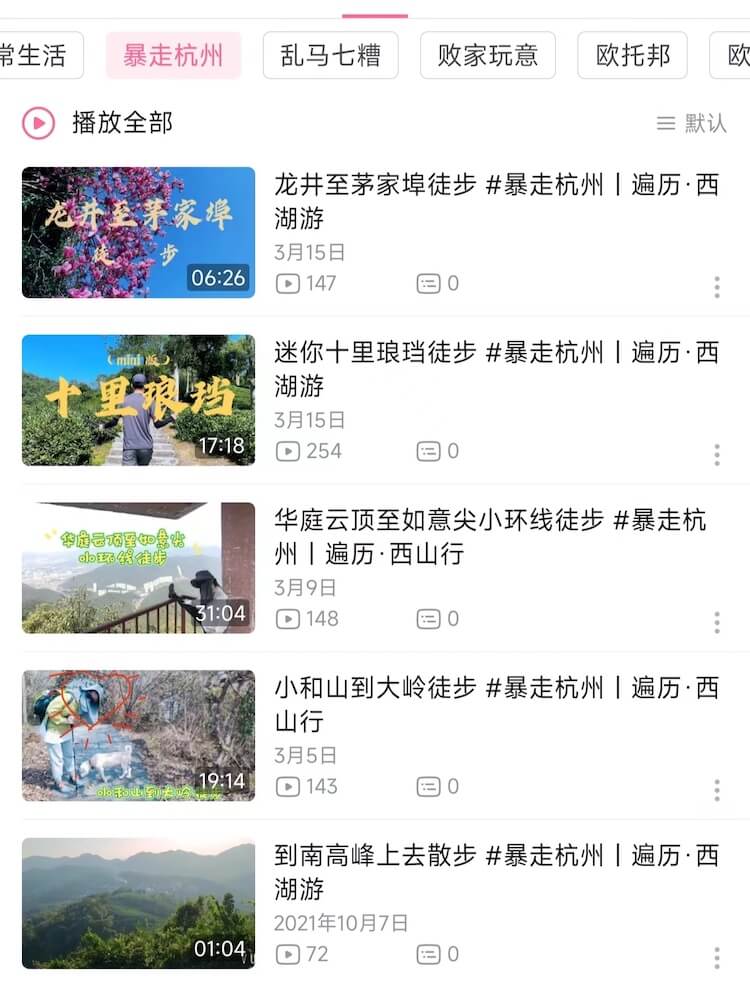 常生活
暴走杭州
乱马七糟
败家玩意
欧托邦
欧
播放全部
默认
龙井至茅家埠
徒步
06:26
龙井至茅家埠徒步 #暴走杭州丨遍历·西
湖游
3月15日
147
0
（mini 版）
十里琅珰
17:18
迷你十里琅珰徒步 #暴走杭州丨遍历·西
湖游
3月15日
254
0
华庭云顶至如意尖
小环线徒步
31:04
华庭云顶至如意尖小环线徒步 #暴走杭
州丨遍历·西山行
3月9日
148
0
19:14
小和山到大岭徒步
小和山到大岭徒步 #暴走杭州丨遍历·西
山行
3月5日
143
0
01:04
到南高峰上去散步 #暴走杭州丨遍历·西
湖游
2021年10月7日
72
0